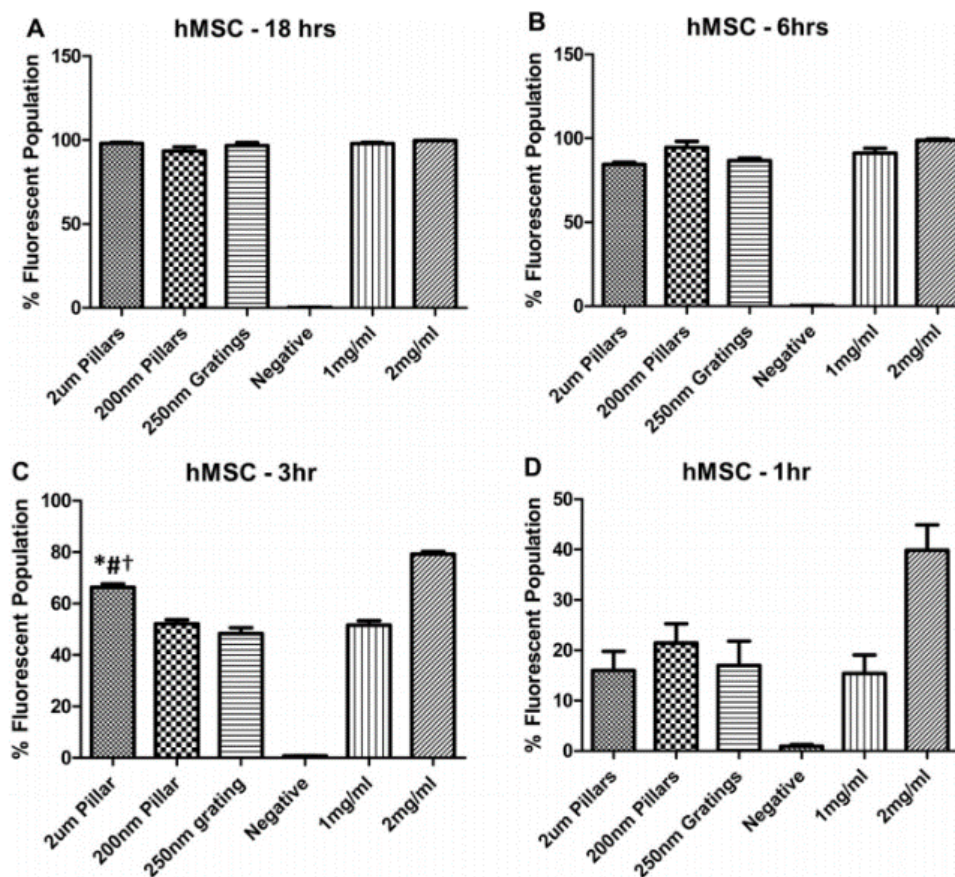 A
hMSC - 18 hrs
% Fluorescent Population
150
100
50
0
2um Pillars
200nm Pillars
250nm Gratings
Negative
1mg/ml
2mg/ml
B
hMSC - 6hrs
% Fluorescent Population
150
100
50
0
2um Pillars
200nm Pillars
250nm Gratings
Negative
1mg/ml
2mg/ml
C
hMSC - 3hr
% Fluorescent Population
100
80
60
40
20
0
*#†
2um Pillar
200nm Pillar
250nm grating
Negative
1mg/ml
2mg/ml
D
hMSC - 1hr
% Fluorescent Population
50
40
30
20
10
0
2um Pillars
200nm Pillars
250nm Gratings
Negative
1mg/ml
2mg/ml